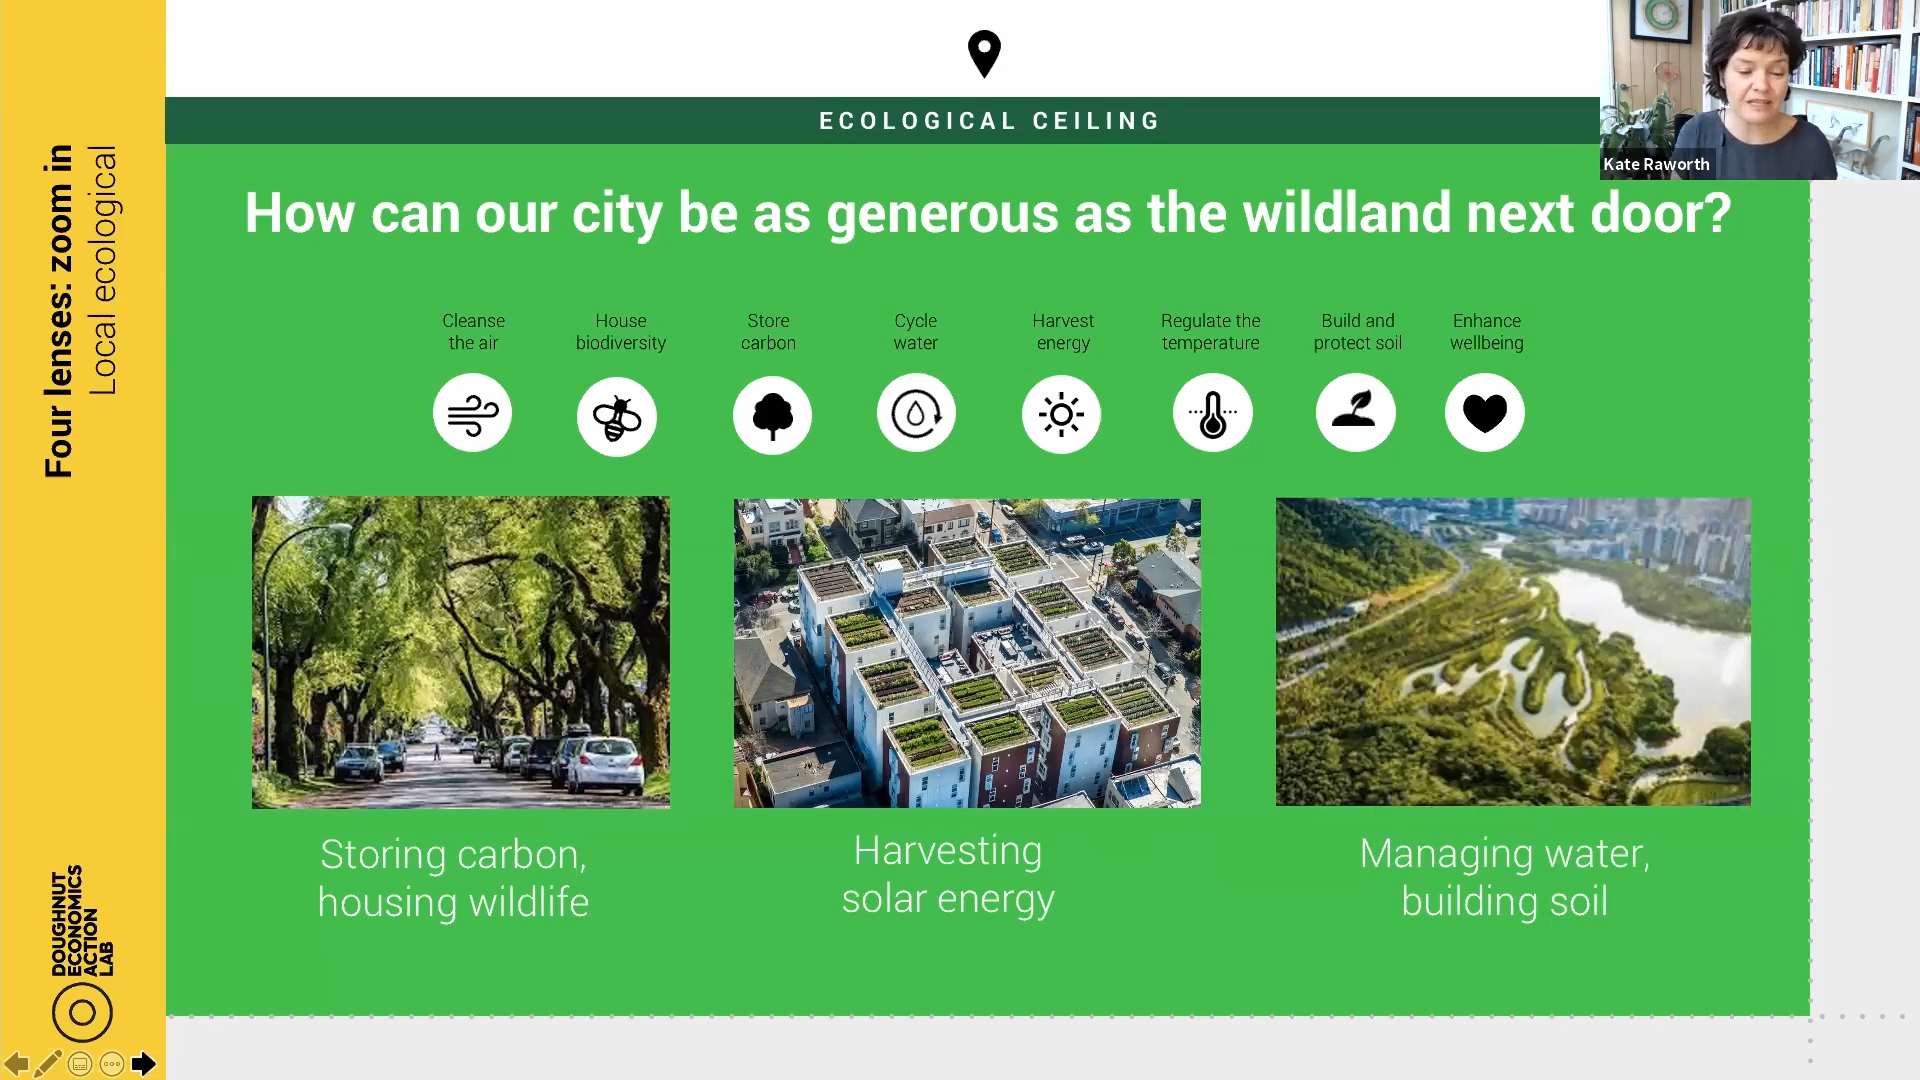 Four lenses: zoom in
Local ecological
ECOLOGICAL CEILING
Kate Raworth
How can our city be as generous as the wildland next door?
Cleanse
the air
House
biodiversity
Store
carbon
Cycle
water
Harvest
energy
Regulate the
temperature
Build and
protect soil
Enhance
wellbeing
Storing carbon,
housing wildlife
Harvesting
solar energy
Managing water,
building soil
DOUGHNUT
ECONOMICS
ACTION
LAB